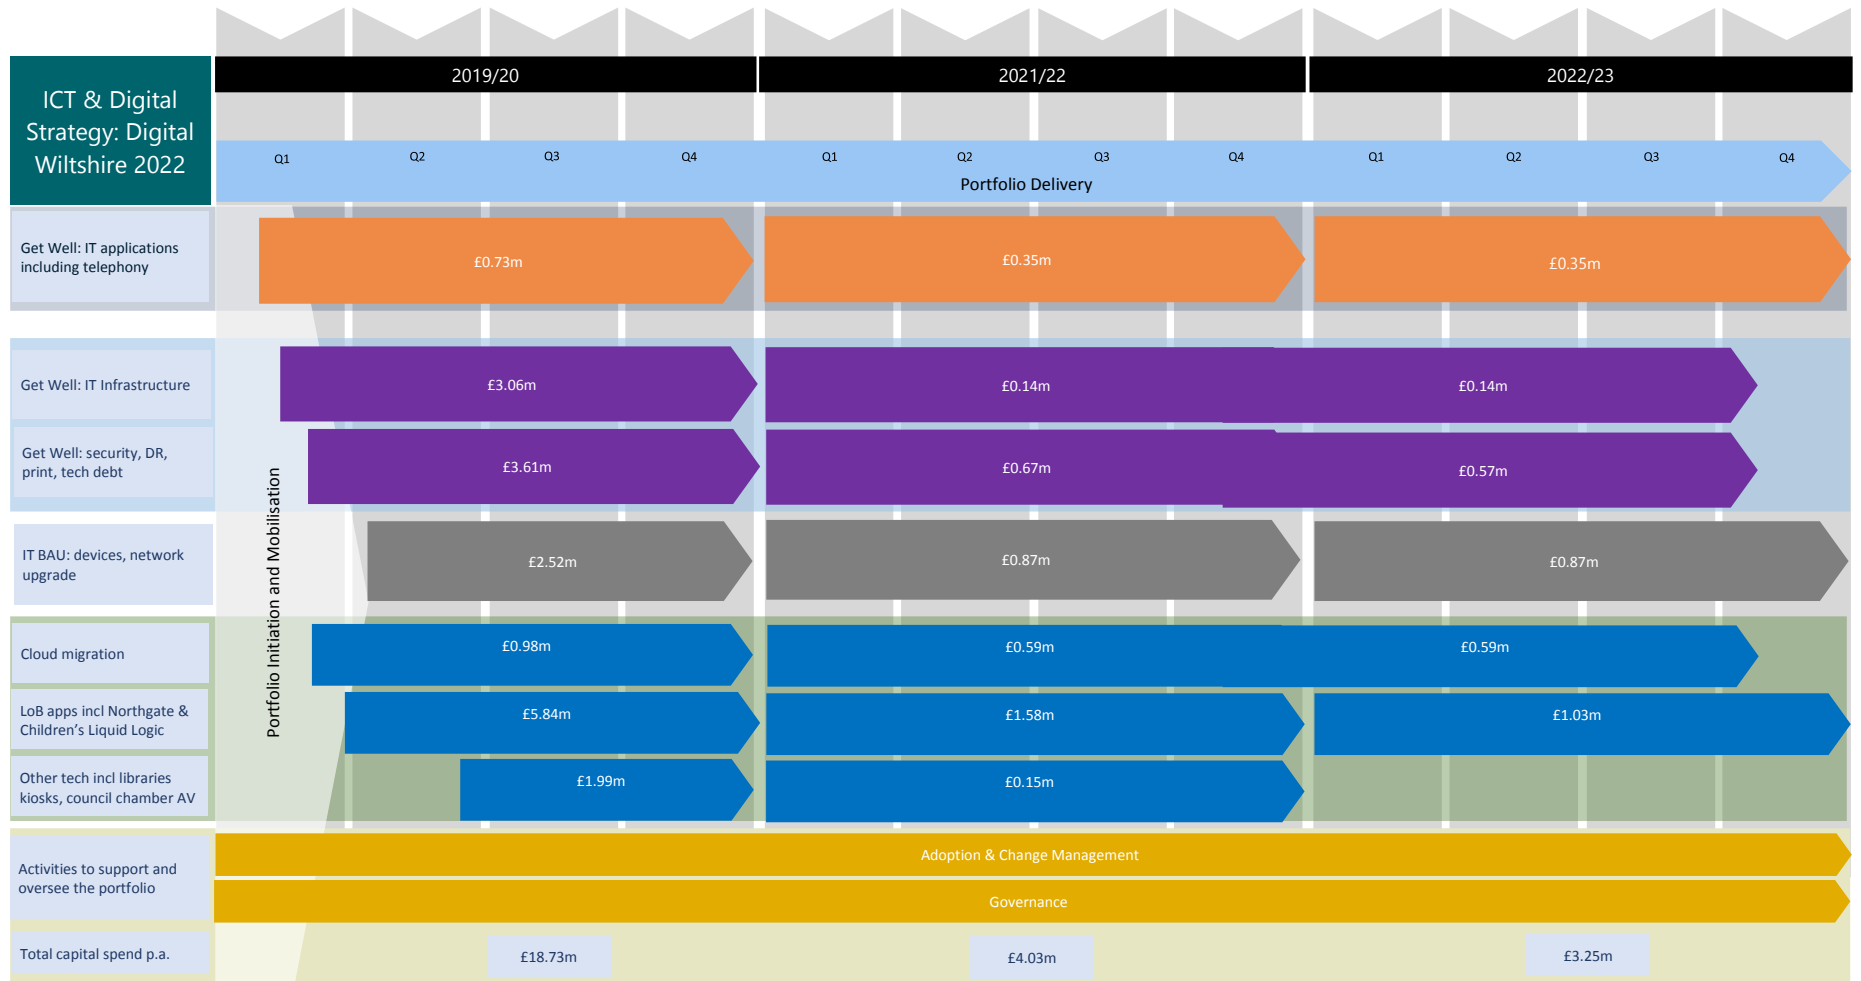 ICT & Digital
Strategy: Digital
Wiltshire 2022
2019/20
2021/22
2022/23
Q1
Q2
Q3
Q4
Q1
Q2
Q3
Q4
Q1
Q2
Q3
Q4
Portfolio Delivery
Portfolio Initiation and Mobilisation
Get Well: IT applications
including telephony
£0.73m
£0.35m
£0.35m
Get Well: IT Infrastructure
£3.06m
£0.14m
£0.14m
Get Well: security, DR,
print, tech debt
£3.61m
£0.67m
£0.57m
IT BAU: devices, network
upgrade
£2.52m
£0.87m
£0.87m
Cloud migration
£0.98m
£0.59m
£0.59m
LoB apps incl Northgate &
Children’s Liquid Logic
£5.84m
£1.58m
£1.03m
Other tech incl libraries
kiosks, council chamber AV
£1.99m
£0.15m
Activities to support and
oversee the portfolio
Adoption & Change Management
Governance
Total capital spend p.a.
£18.73m
£4.03m
£3.25m